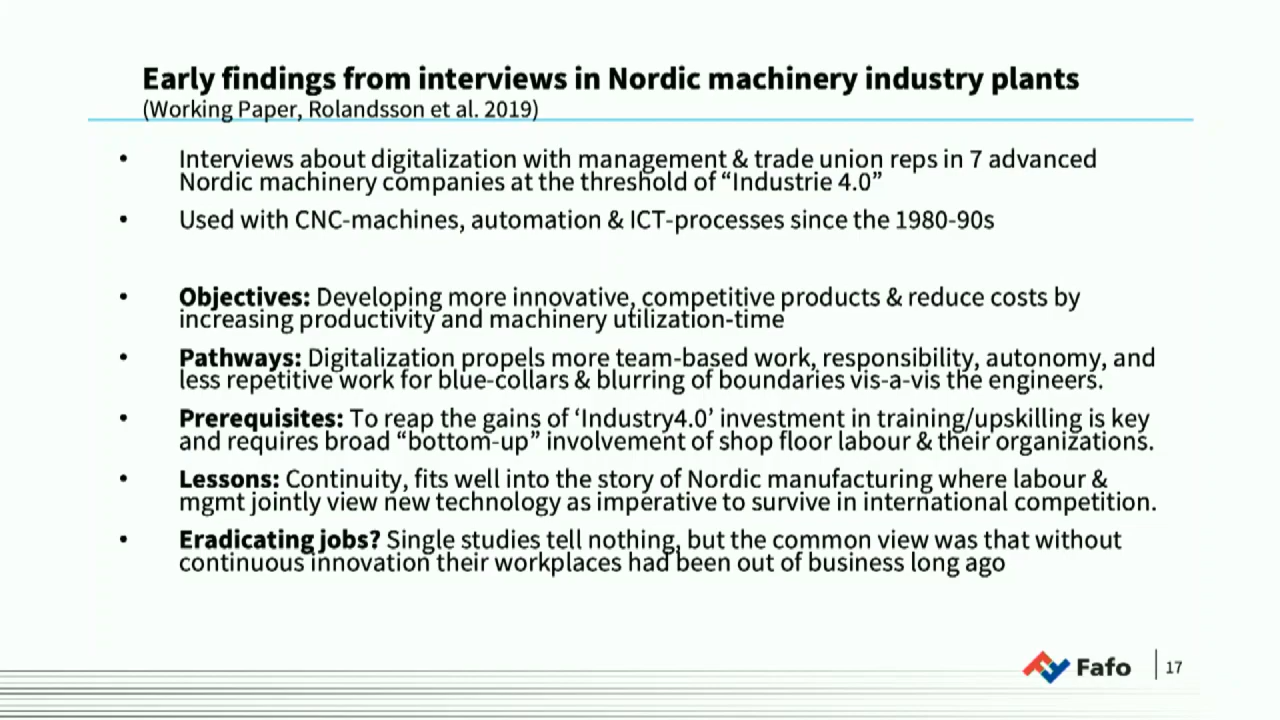 Early findings from interviews in Nordic machinery industry plants
(Working Paper, Rolandsson et al. 2019)
• Interviews about digitalization with management & trade union reps in 7 advanced
Nordic machinery companies at the threshold of “Industrie 4.0”
• Used with CNC-machines, automation & ICT-processes since the 1980-90s
• Objectives: Developing more innovative, competitive products & reduce costs by
increasing productivity and machinery utilization-time
• Pathways: Digitalization propels more team-based work, responsibility, autonomy, and
less repetitive work for blue-collars & blurring of boundaries vis-a-vis the engineers.
• Prerequisites: To reap the gains of ‘Industry4.0’ investment in training/upskilling is key
and requires broad “bottom-up” involvement of shop floor labour & their organizations.
• Lessons: Continuity, fits well into the story of Nordic manufacturing where labour &
mgmt jointly view new technology as imperative to survive in international competition.
• Eradicating jobs? Single studies tell nothing, but the common view was that without
continuous innovation their workplaces had been out of business long ago
Fafo
17